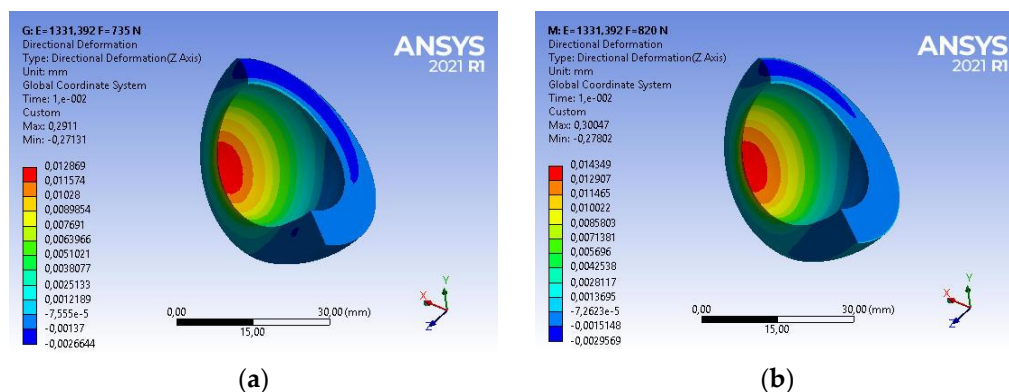 G: E=1331,392 F=735 N
Directional Deformation
Type: Directional Deformation(Z Axis)
Unit: mm
Global Coordinate System
Time: 1,e-002
Custom
Max: 0,2911
Min: -0,27131
0,012869
0,011574
0,01028
0,0089854
0,007691
0,0063966
0,0051021
0,0038077
0,0025133
0,0012189
-7,555e-5
-0,00137
-0,0026644
ANSYS
2021 R1
0,00
30,00 (mm)
15,00
X
Y
Z
(a)
M: E=1331,392 F=820 N
Directional Deformation
Type: Directional Deformation(Z Axis)
Unit: mm
Global Coordinate System
Time: 1,e-002
Custom
Max: 0,30047
Min: -0,27802
0,014349
0,012907
0,011465
0,010022
0,0085803
0,0071381
0,005696
0,0042538
0,0028117
0,0013695
-7,2623e-5
-0,0015148
-0,0029569
ANSYS
2021 R1
0,00
30,00 (mm)
15,00
X
Y
Z
(b)